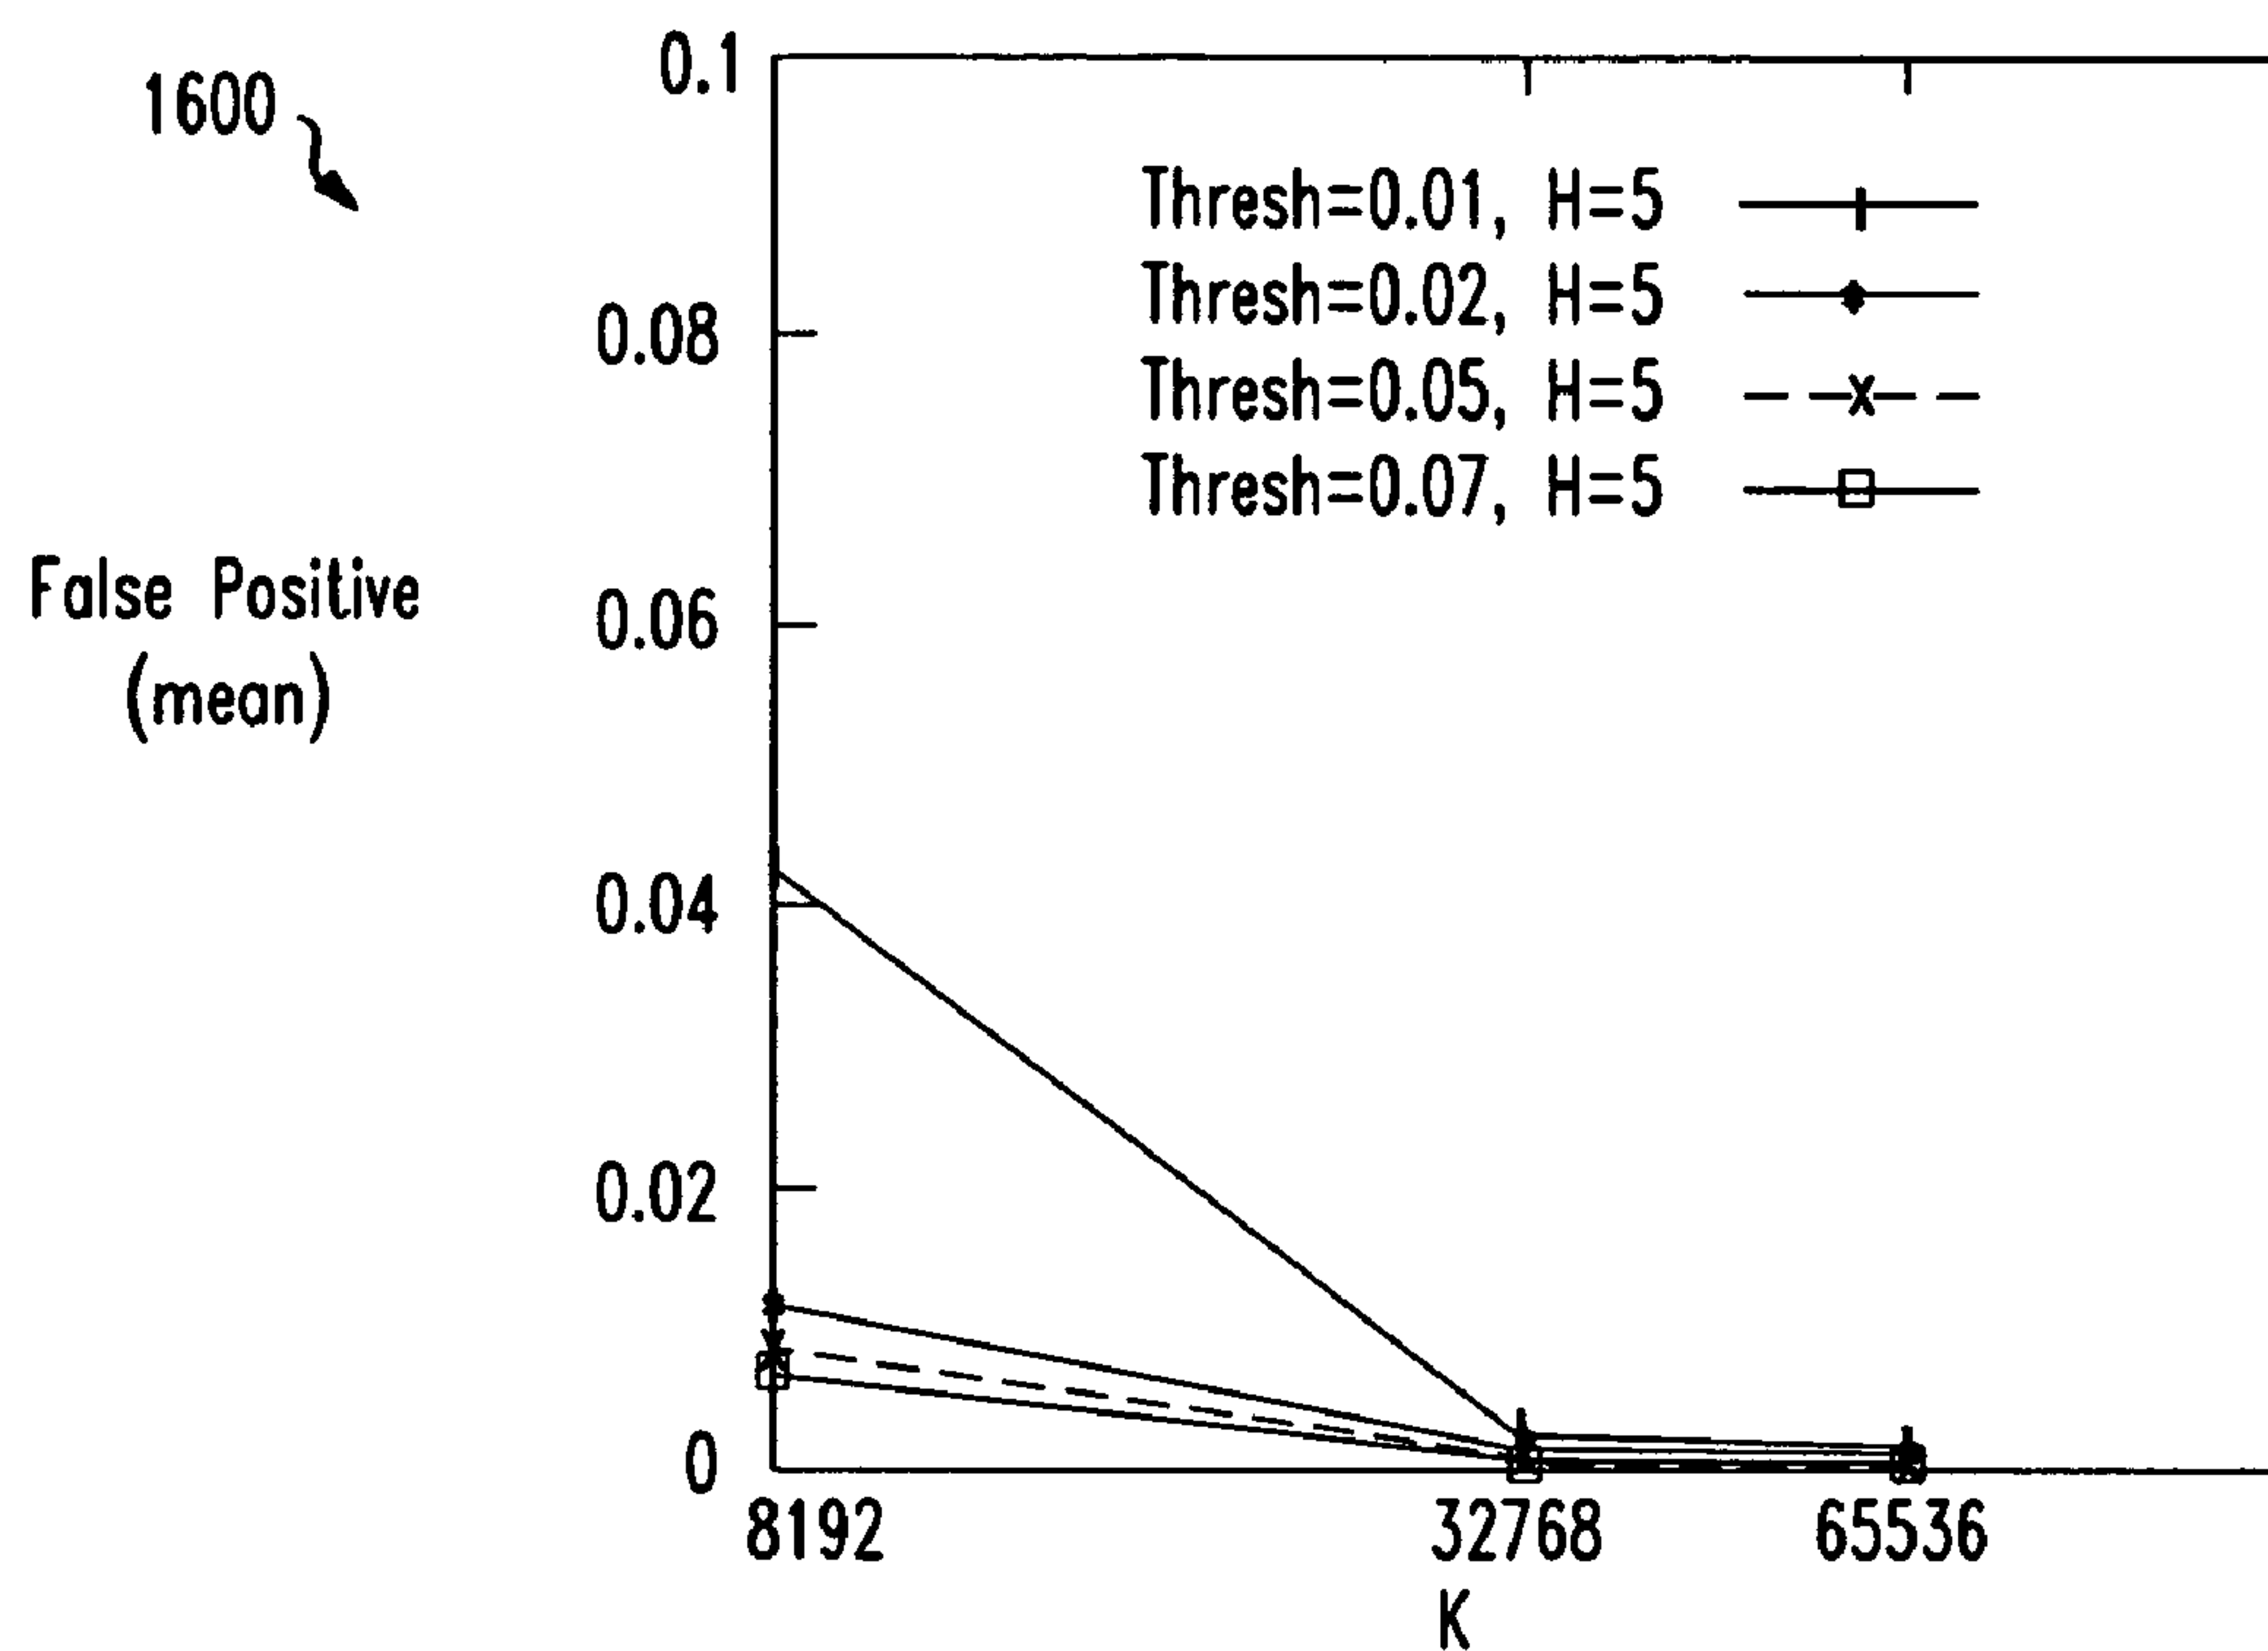 1600
0.1
Thresh=0.01, H=5
Thresh=0.02, H=5
Thresh=0.05, H=5
Thresh=0.07, H=5
0.08
0.06
False Positive
(mean)
0.04
0.02
0
8192
32768
65536
K